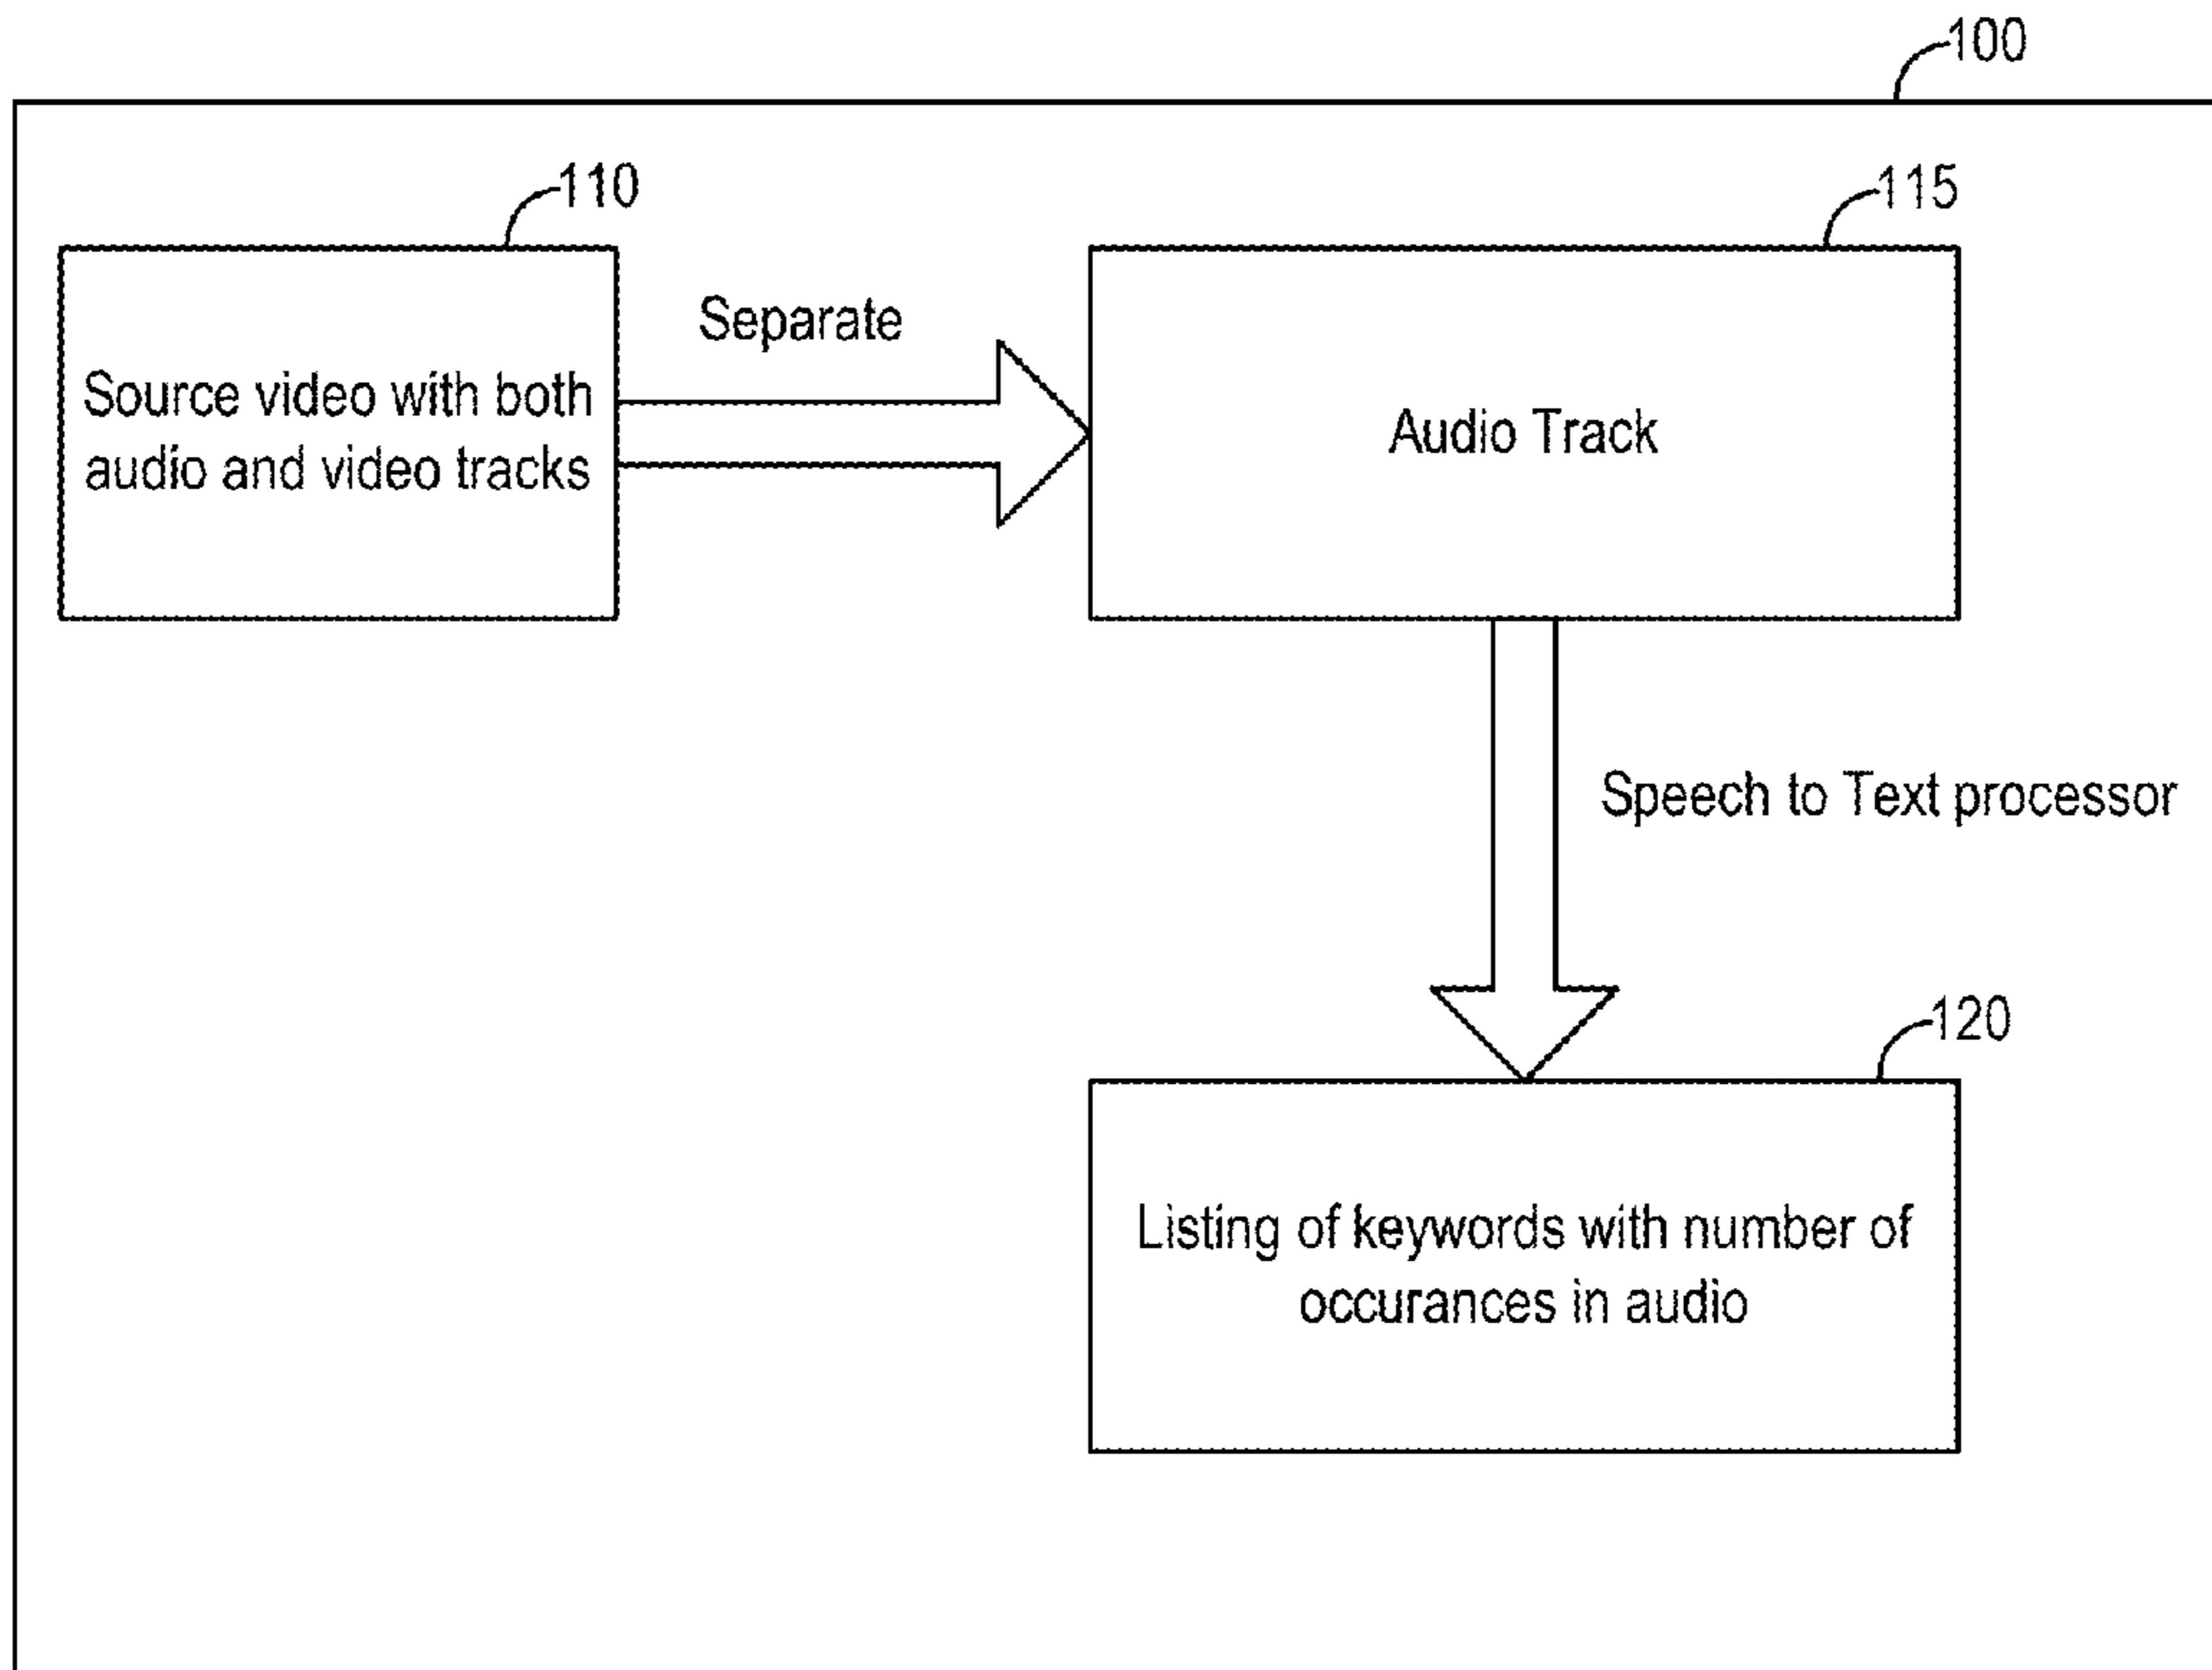 100
110
115
Separate
Source video with both
audio and video tracks
Audio Track
Speech to Text processor
120
Listing of keywords with number of
occurances in audio